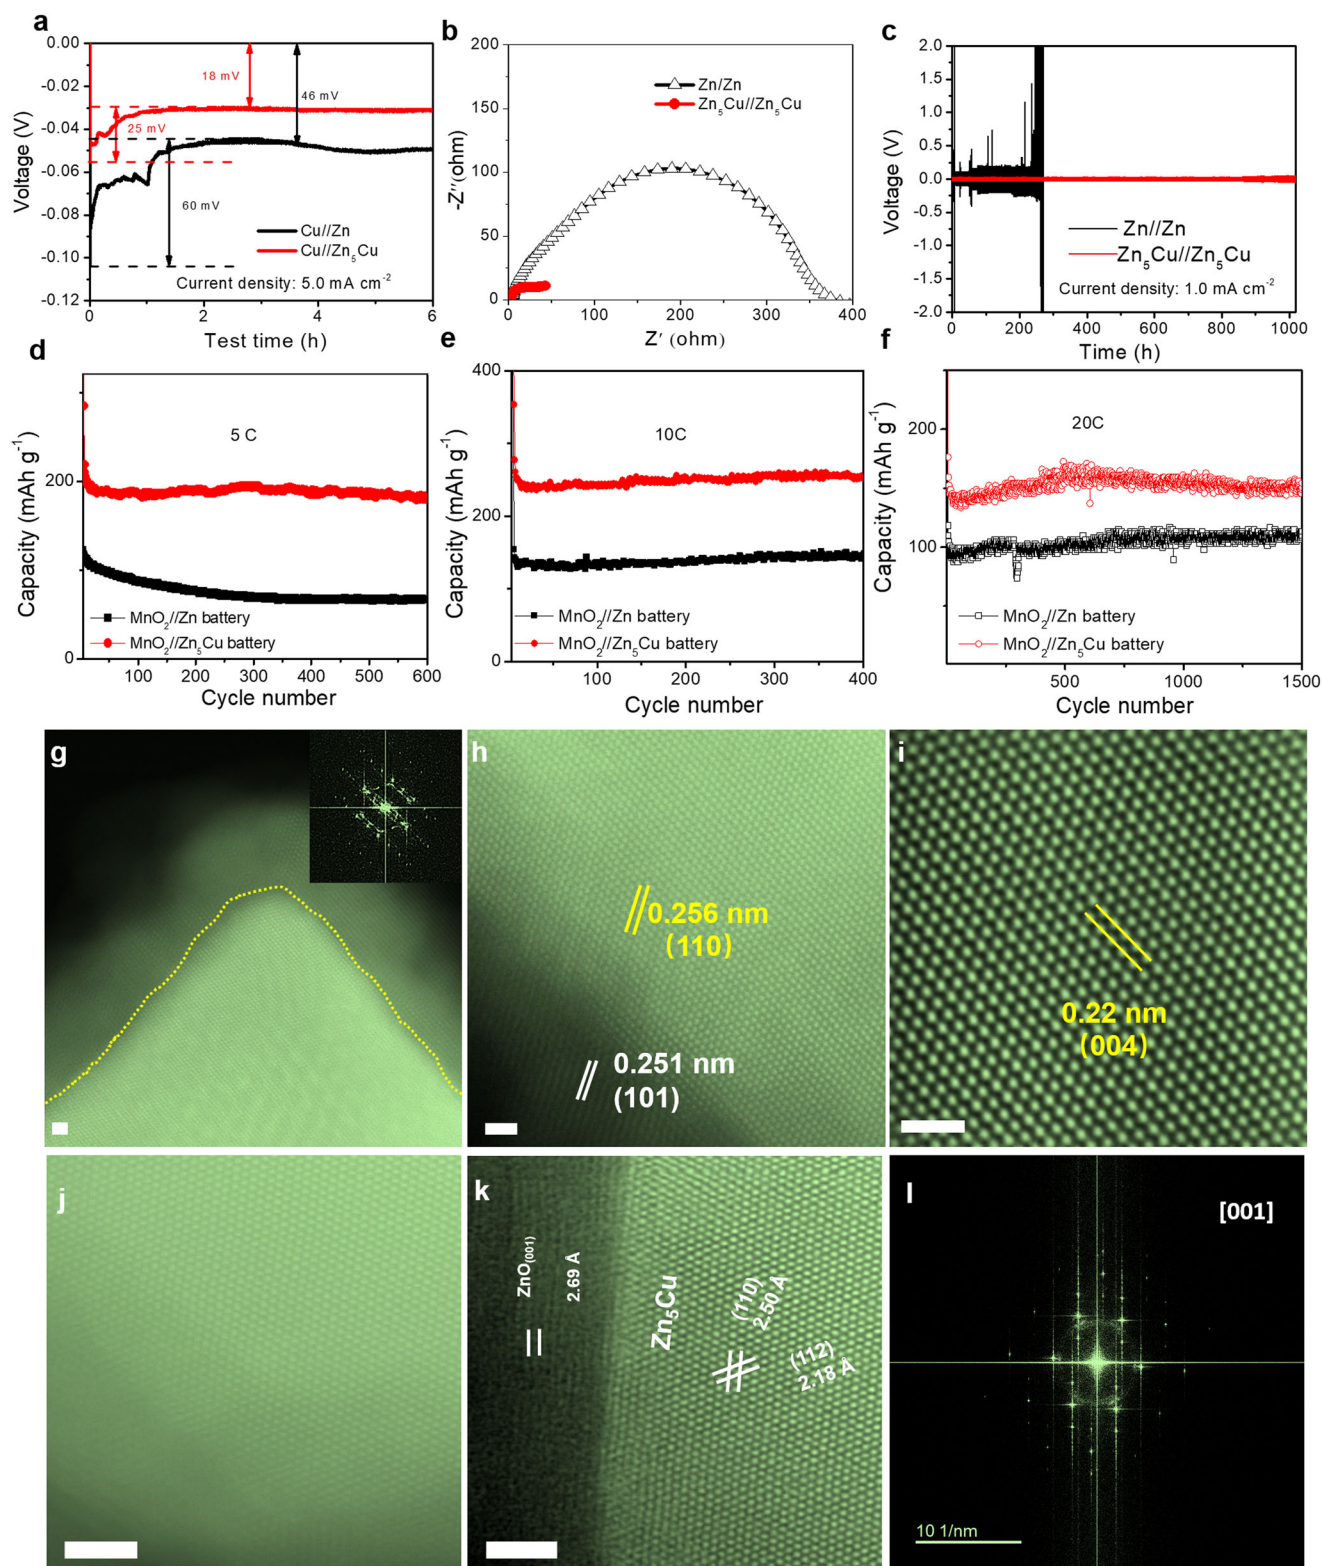 a
0.00
-0.02
-0.04
-0.06
-0.08
-0.10
-0.12
Voltage (V)
18 mV
46 mV
25 mV
60 mV
Cu//Zn
Cu//Zn₅Cu
Current density: 5.0 mA cm⁻²
0 2 4 6
Test time (h)
b
200
150
100
50
0
-Z''(ohm)
Zn/Zn
Zn₅Cu//Zn₅Cu
0 100 200 300 400
Z' (ohm)
c
2.0
1.5
1.0
0.5
0.0
-0.5
-1.0
-1.5
-2.0
Voltage (V)
Zn//Zn
Zn₅Cu//Zn₅Cu
Current density: 1.0 mA cm⁻²
0 200 400 600 800 1000
Time (h)
d
200
0
Capacity (mAh g⁻¹)
5 C
MnO₂//Zn battery
MnO₂//Zn₅Cu battery
100 200 300 400 500 600
Cycle number
e
400
200
0
Capacity (mAh g⁻¹)
10C
MnO₂//Zn battery
MnO₂//Zn₅Cu battery
100 200 300 400
Cycle number
f
200
100
Capacity (mAh g⁻¹)
20C
MnO₂//Zn battery
MnO₂//Zn₅Cu battery
500 1000 1500
Cycle number
g
h
0.256 nm
(110)
0.251 nm
(101)
i
0.22 nm
(004)
j
k
ZnO(001)
2.69 Å
Zn₅Cu
(110)
2.50 Å
(112)
2.18 Å
l
[001]
10 1/nm